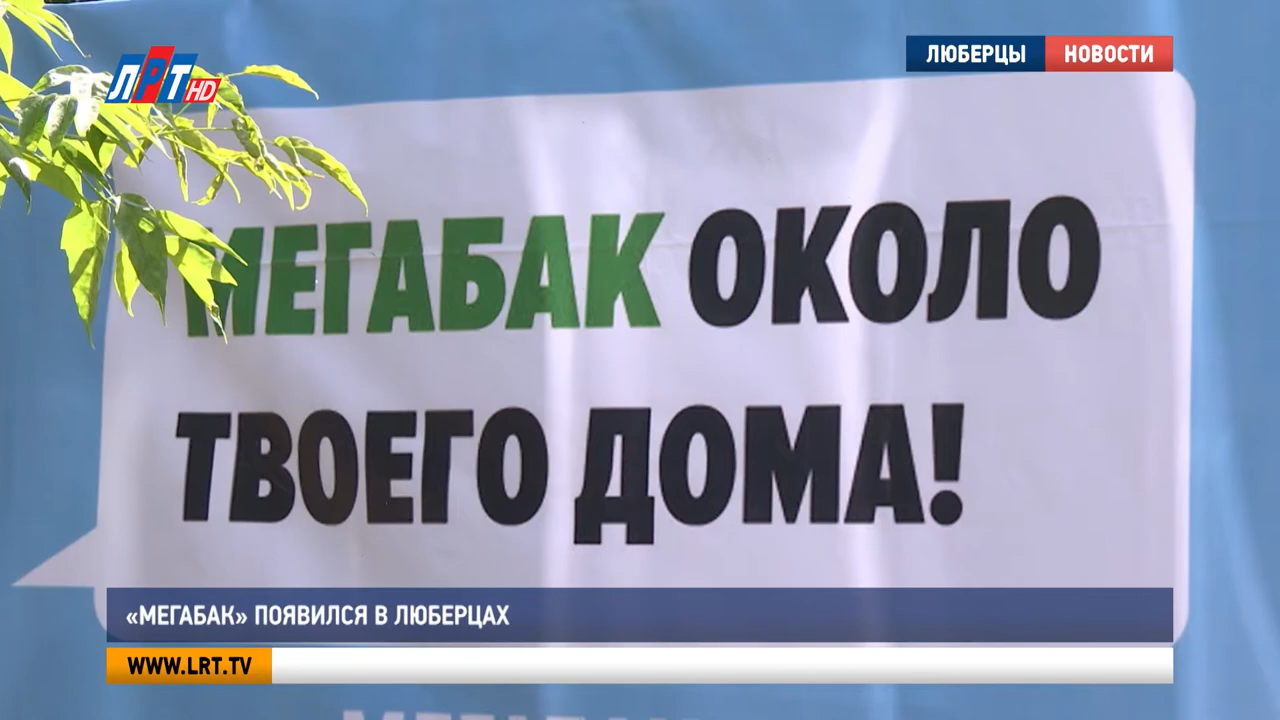 ЛРТ HD
ЛЮБЕРЦЫ НОВОСТИ
МЕГАБАК ОКОЛО
ТВОЕГО ДОМА!
«МЕГАБАК» ПОЯВИЛСЯ В ЛЮБЕРЦАХ
WWW.LRT.TV